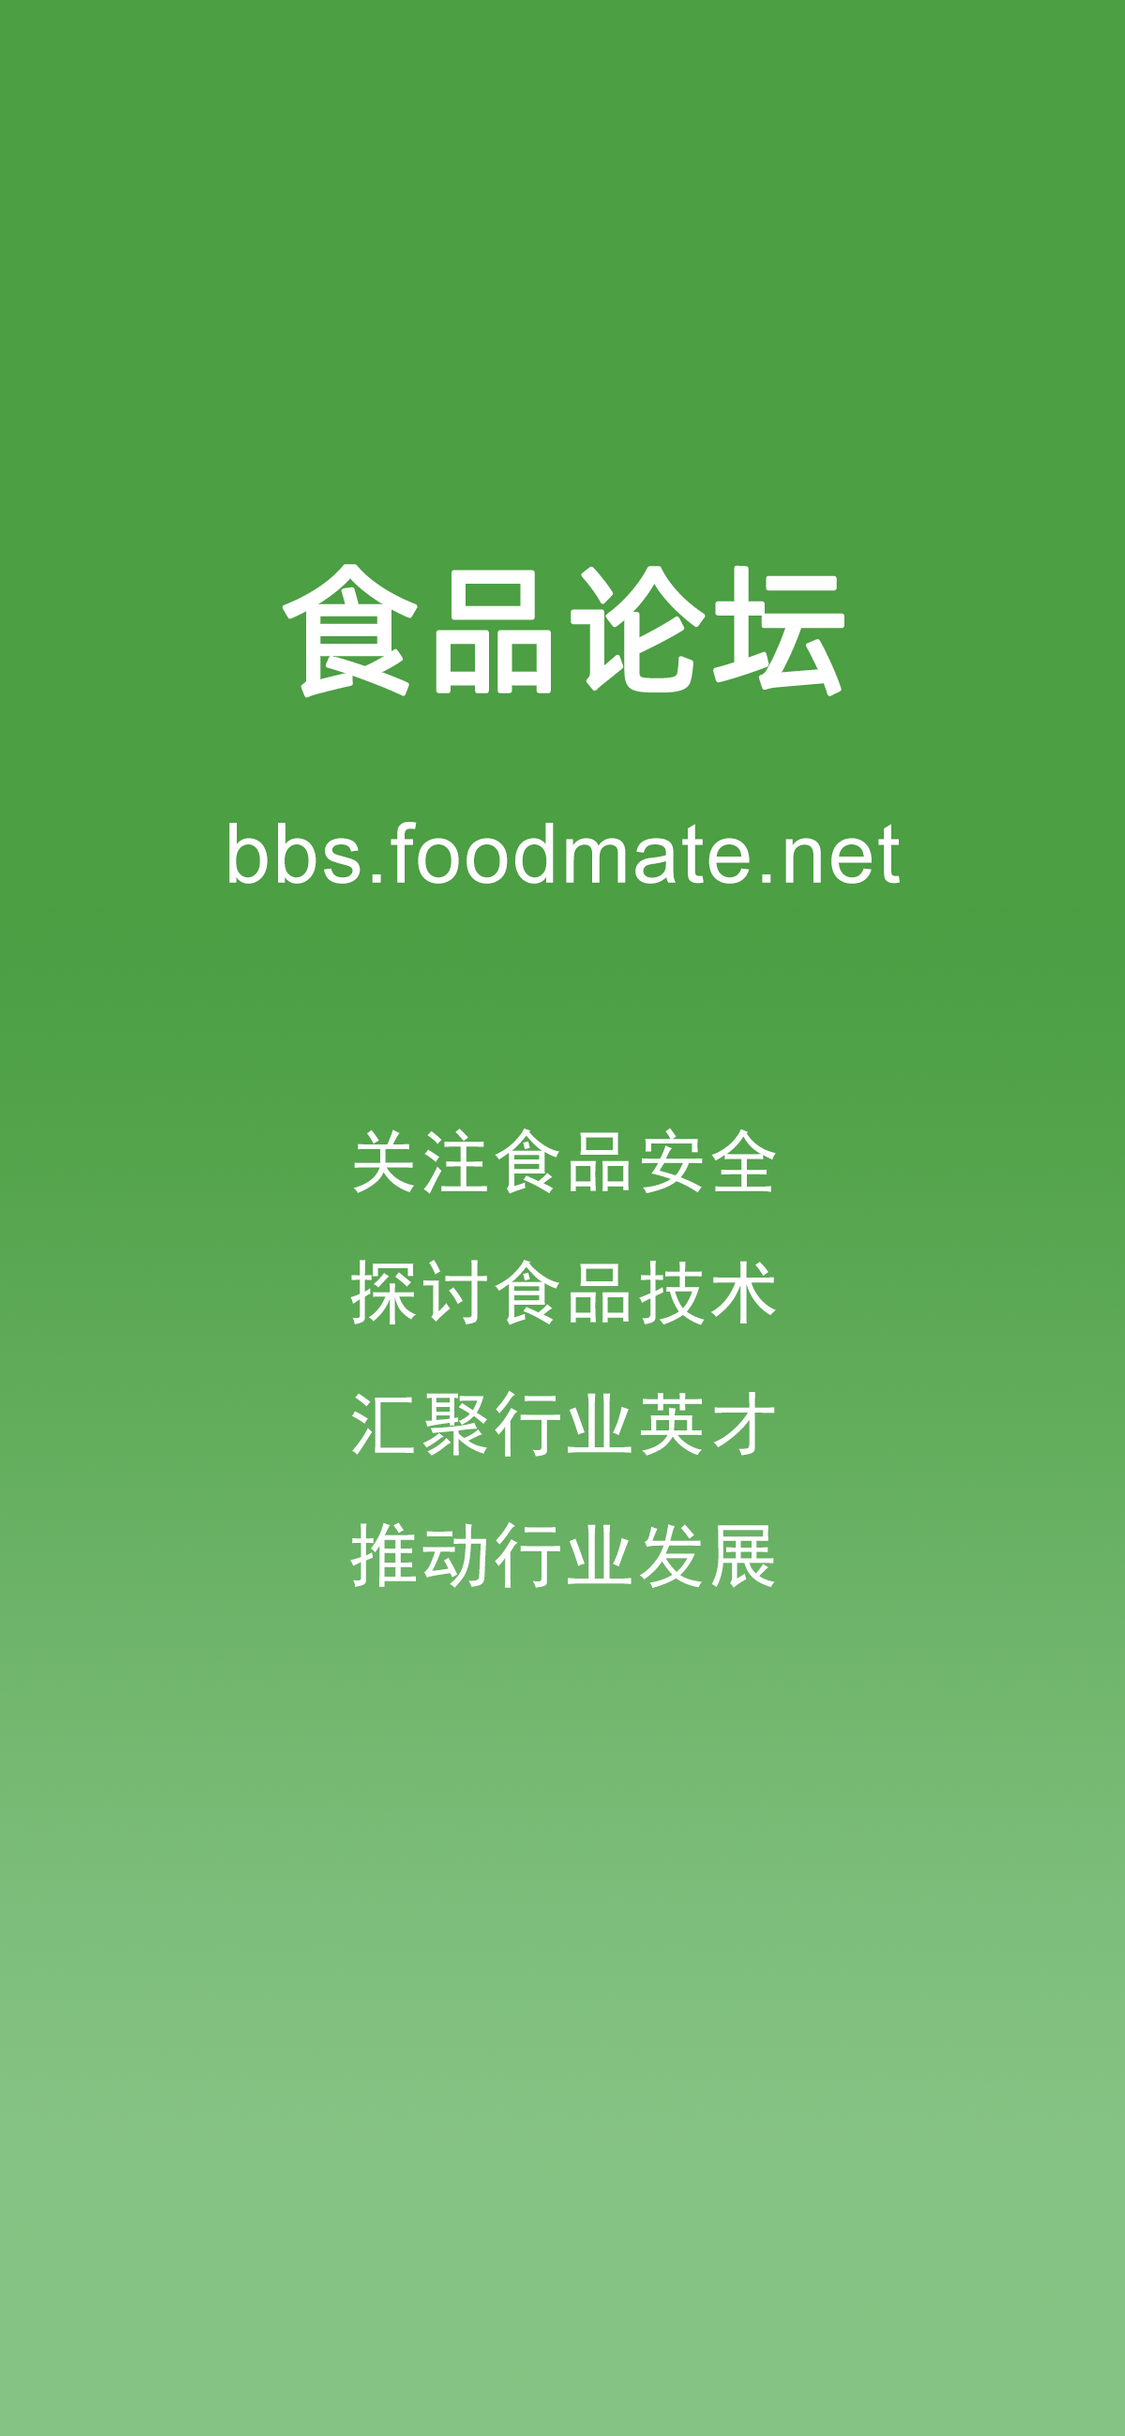 食品论坛
bbs.foodmate.net
关注食品安全
探讨食品技术
汇聚行业英才
推动行业发展